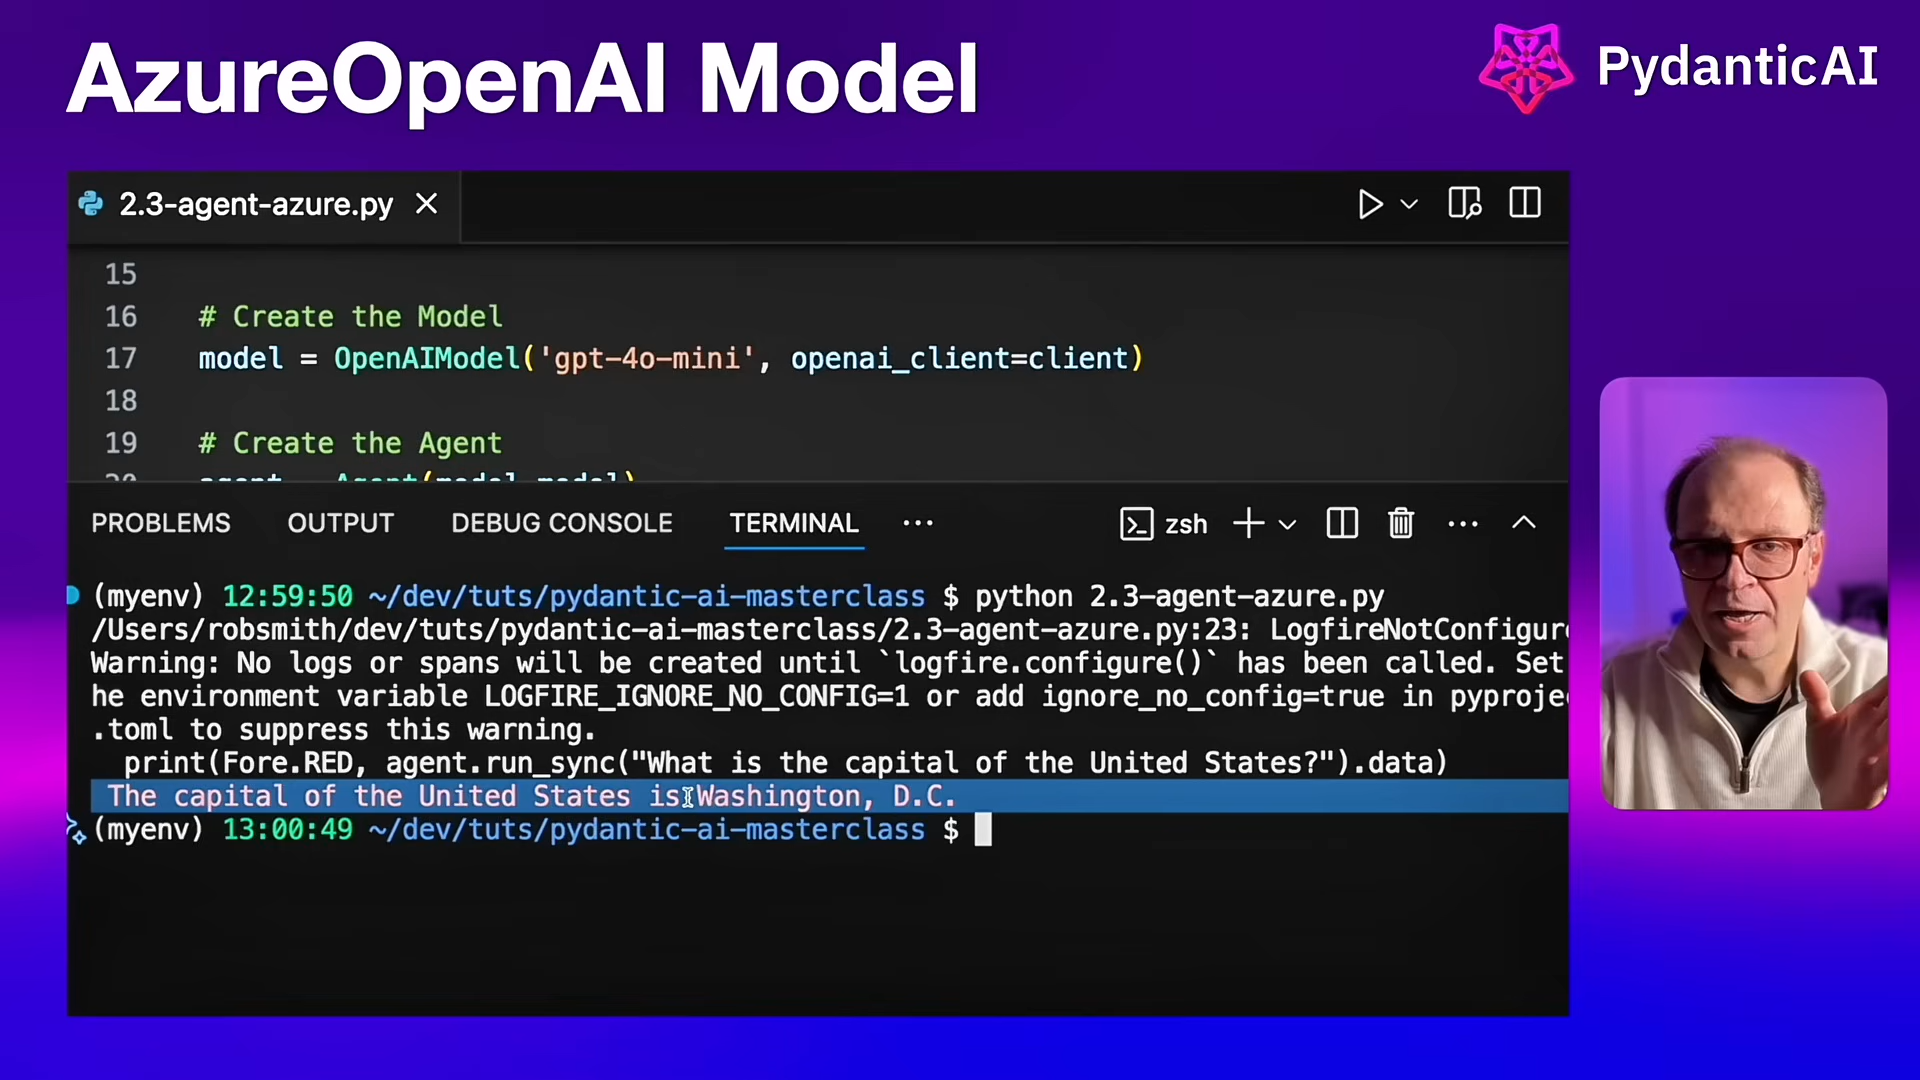 AzureOpenAI Model
PydanticAI
2.3-agent-azure.py
15
16 # Create the Model
17 model = OpenAIModel('gpt-4o-mini', openai_client=client)
18
19 # Create the Agent
20 agent = Agent(model=model)
PROBLEMS OUTPUT DEBUG CONSOLE TERMINAL zsh
(myenv) 12:59:50 ~/dev/tuts/pydantic-ai-masterclass $ python 2.3-agent-azure.py
/Users/robsmith/dev/tuts/pydantic-ai-masterclass/2.3-agent-azure.py:23: LogfireNotConfigure
Warning: No logs or spans will be created until `logfire.configure()` has been called. Set
he environment variable LOGFIRE_IGNORE_NO_CONFIG=1 or add ignore_no_config=true in pyproje
.toml to suppress this warning.
print(Fore.RED, agent.run_sync("What is the capital of the United States?").data)
The capital of the United States is Washington, D.C.
(myenv) 13:00:49 ~/dev/tuts/pydantic-ai-masterclass $